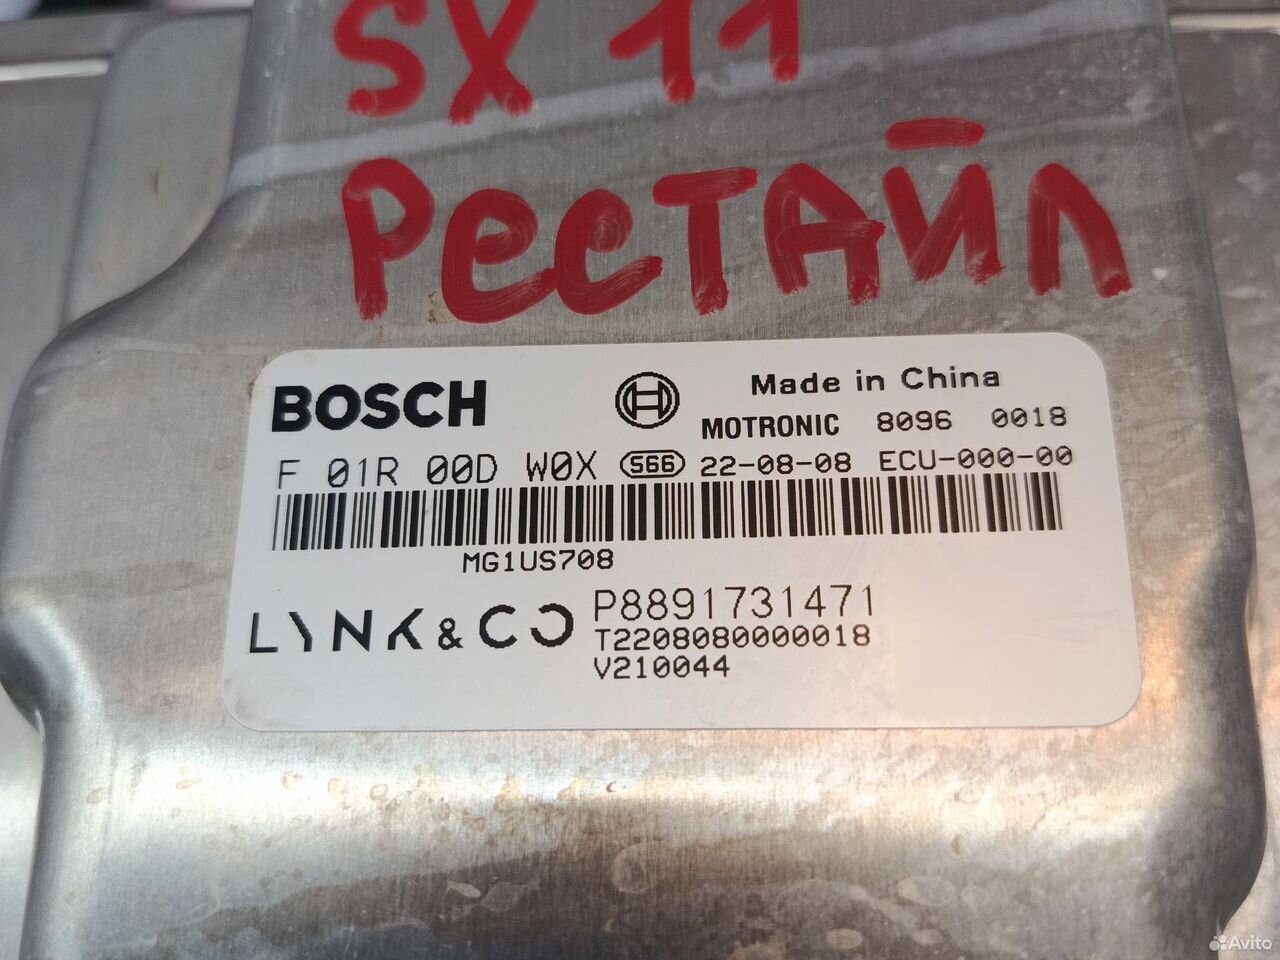 SX 11
РЕСТАЙЛ
BOSCH
Made in China
MOTRONIC 8096 0018
F 01R 00D W0X S66 22-08-08 ECU-000-00
MG1US708
LYNK & CO
P8891731471
T2208080000018
V210044
Avito